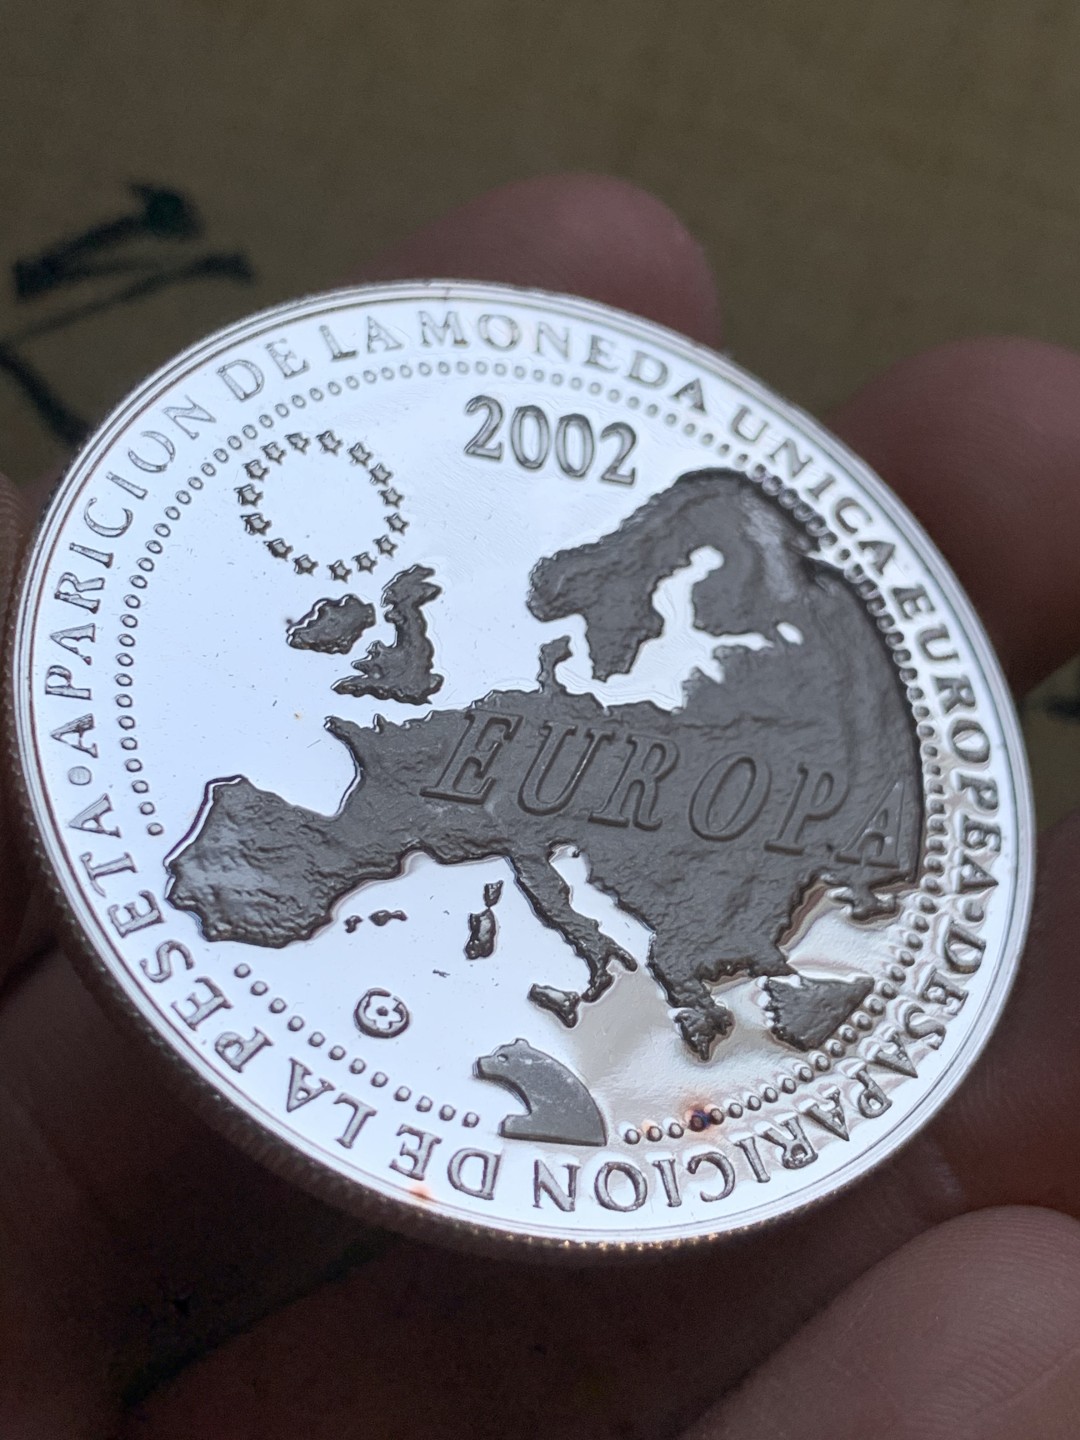 APARICION DE LA MONEDA UNICA EUROPEA·DESAPARICION DE LA PESETA·
2002
EUROPA